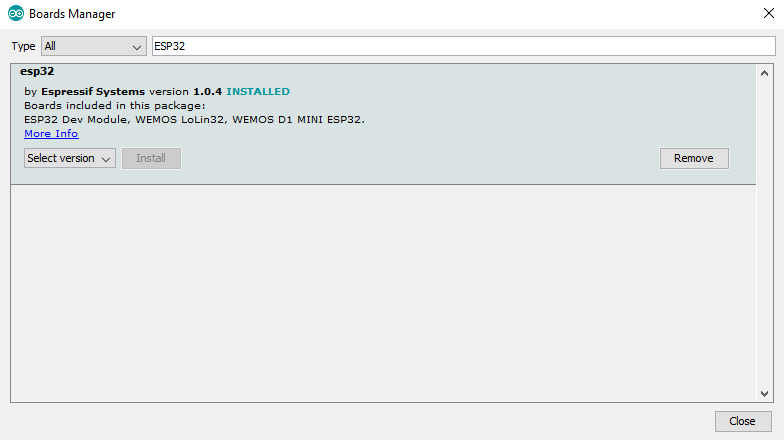 Boards Manager
Type All ESP32
esp32
by Espressif Systems version 1.0.4 INSTALLED
Boards included in this package:
ESP32 Dev Module, WEMOS LoLin32, WEMOS D1 MINI ESP32.
More Info
Select version Install Remove
Close